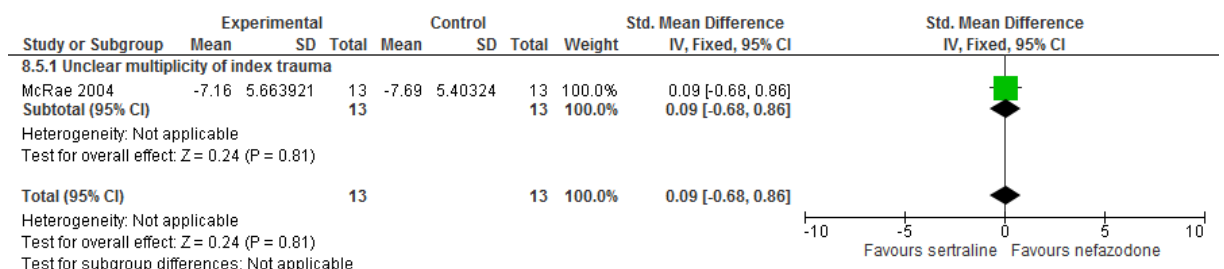 Experimental Control Std. Mean Difference Std. Mean Difference
Study or Subgroup Mean SD Total Mean SD Total Weight IV, Fixed, 95% CI IV, Fixed, 95% CI
8.5.1 Unclear multiplicity of index trauma
McRae 2004 -7.16 5.663921 13 -7.69 5.40324 13 100.0% 0.09 [-0.68, 0.86]
Subtotal (95% CI) 13 13 100.0% 0.09 [-0.68, 0.86]
Heterogeneity: Not applicable
Test for overall effect: Z = 0.24 (P = 0.81)
Total (95% CI) 13 13 100.0% 0.09 [-0.68, 0.86]
Heterogeneity: Not applicable
Test for overall effect: Z = 0.24 (P = 0.81)
Test for subgroup differences: Not applicable
-10 -5 0 5 10
Favours sertraline Favours nefazodone